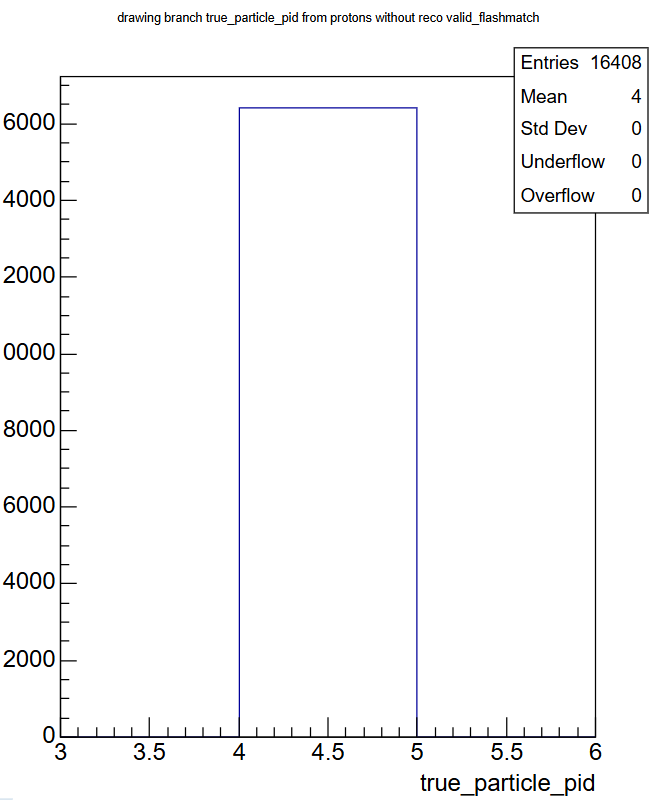 drawing branch true_particle_pid from protons without reco valid_flashmatch
Entries 16408
Mean 4
Std Dev 0
Underflow 0
Overflow 0
6000
4000
2000
0000
8000
6000
4000
2000
0
3 3.5 4 4.5 5 5.5 6
true_particle_pid